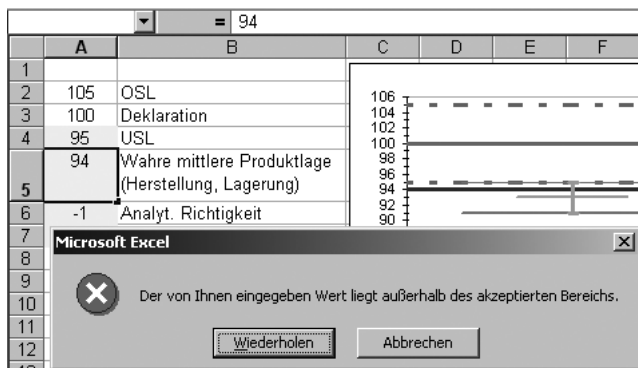 = 94
A B C D E F
1
2 105 OSL
3 100 Deklaration
4 95 USL
5 94 Wahre mittlere Produktlage
(Herstellung, Lagerung)
6 -1 Analyt. Richtigkeit
7
8
9
10
11
12
106
104
102
100
98
96
94
92
90
Microsoft Excel
Der von Ihnen eingegeben Wert liegt außerhalb des akzeptierten Bereichs.
Wiederholen Abbrechen